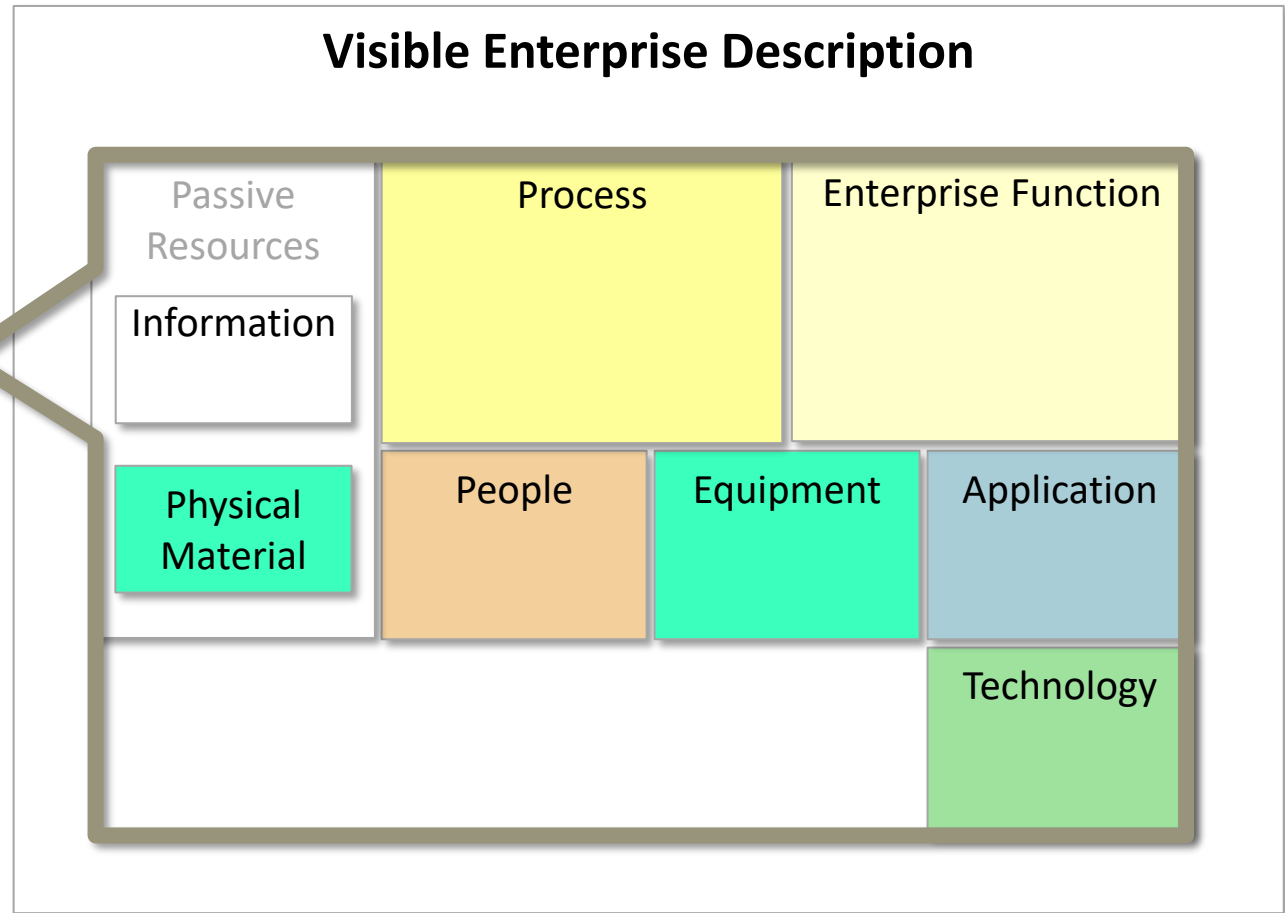 Visible Enterprise Description
Passive
Resources
Process
Enterprise Function
Information
Physical
Material
People
Equipment
Application
Technology